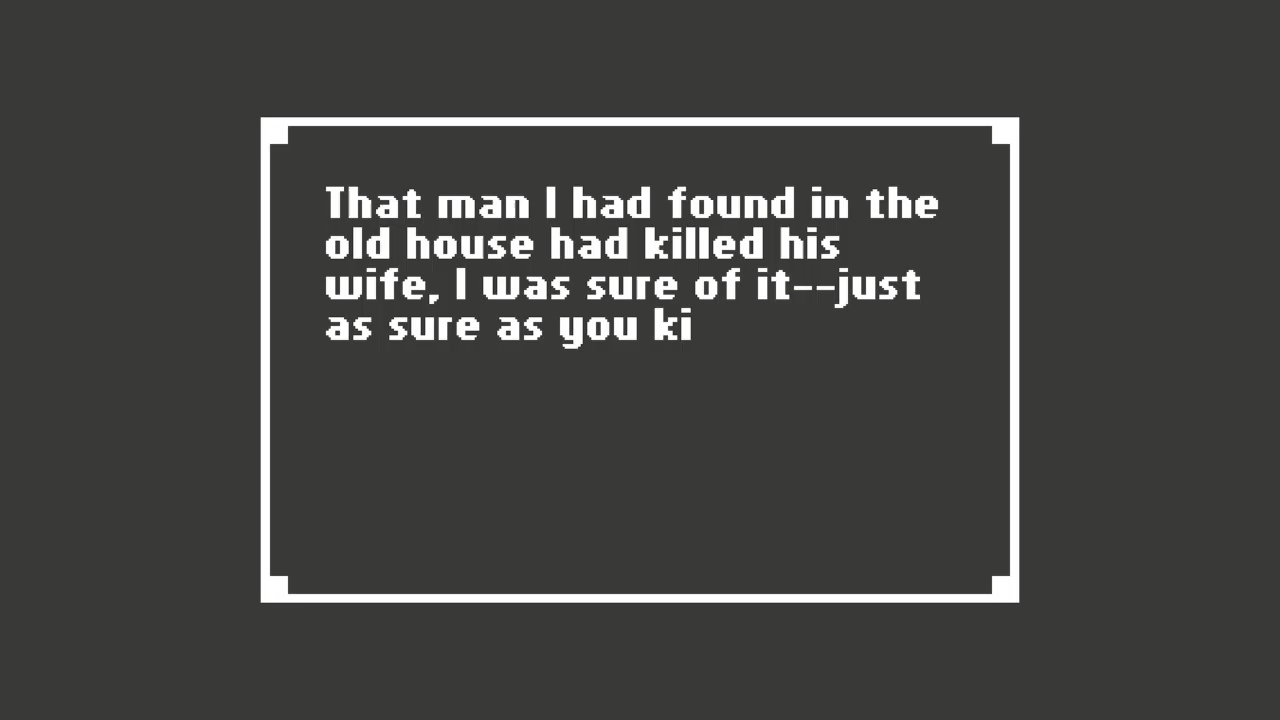 That man I had found in the
old house had killed his
wife, I was sure of it--just
as sure as you ki